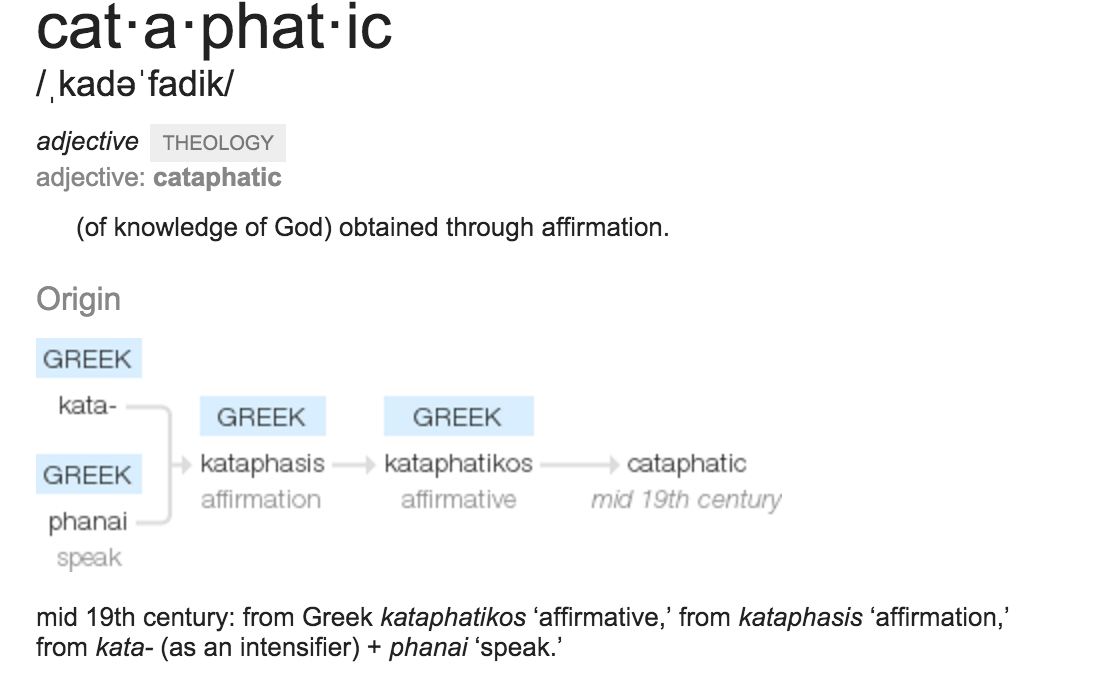 cat·a·phat·ic
/ˌkadəˈfadik/
adjective THEOLOGY
adjective: cataphatic
(of knowledge of God) obtained through affirmation.
Origin
GREEK
kata-
GREEK
phanai
speak
GREEK
kataphasis
affirmation
GREEK
kataphatikos
affirmative
cataphatic
mid 19th century
mid 19th century: from Greek kataphatikos ‘affirmative,’ from kataphasis ‘affirmation,’
from kata- (as an intensifier) + phanai ‘speak.’